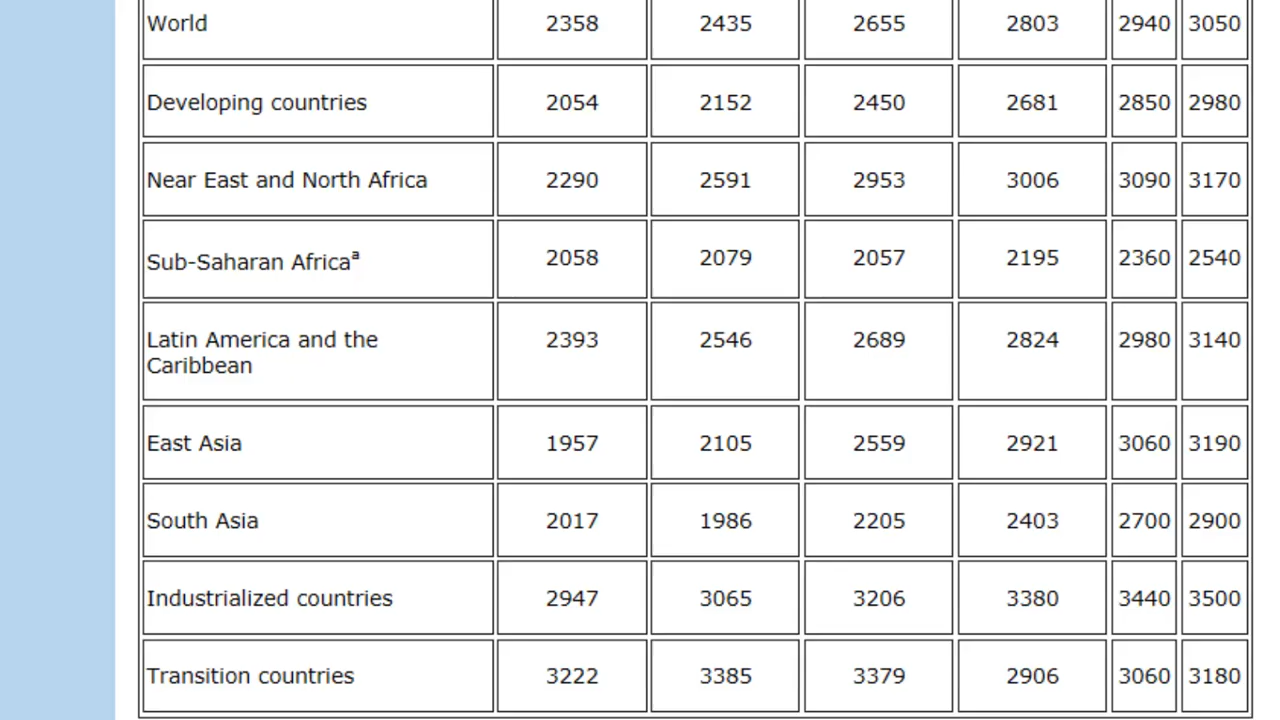 World 2358 2435 2655 2803 2940 3050
Developing countries 2054 2152 2450 2681 2850 2980
Near East and North Africa 2290 2591 2953 3006 3090 3170
Sub-Saharan Africaª 2058 2079 2057 2195 2360 2540
Latin America and the 2393 2546 2689 2824 2980 3140
Caribbean
East Asia 1957 2105 2559 2921 3060 3190
South Asia 2017 1986 2205 2403 2700 2900
Industrialized countries 2947 3065 3206 3380 3440 3500
Transition countries 3222 3385 3379 2906 3060 3180